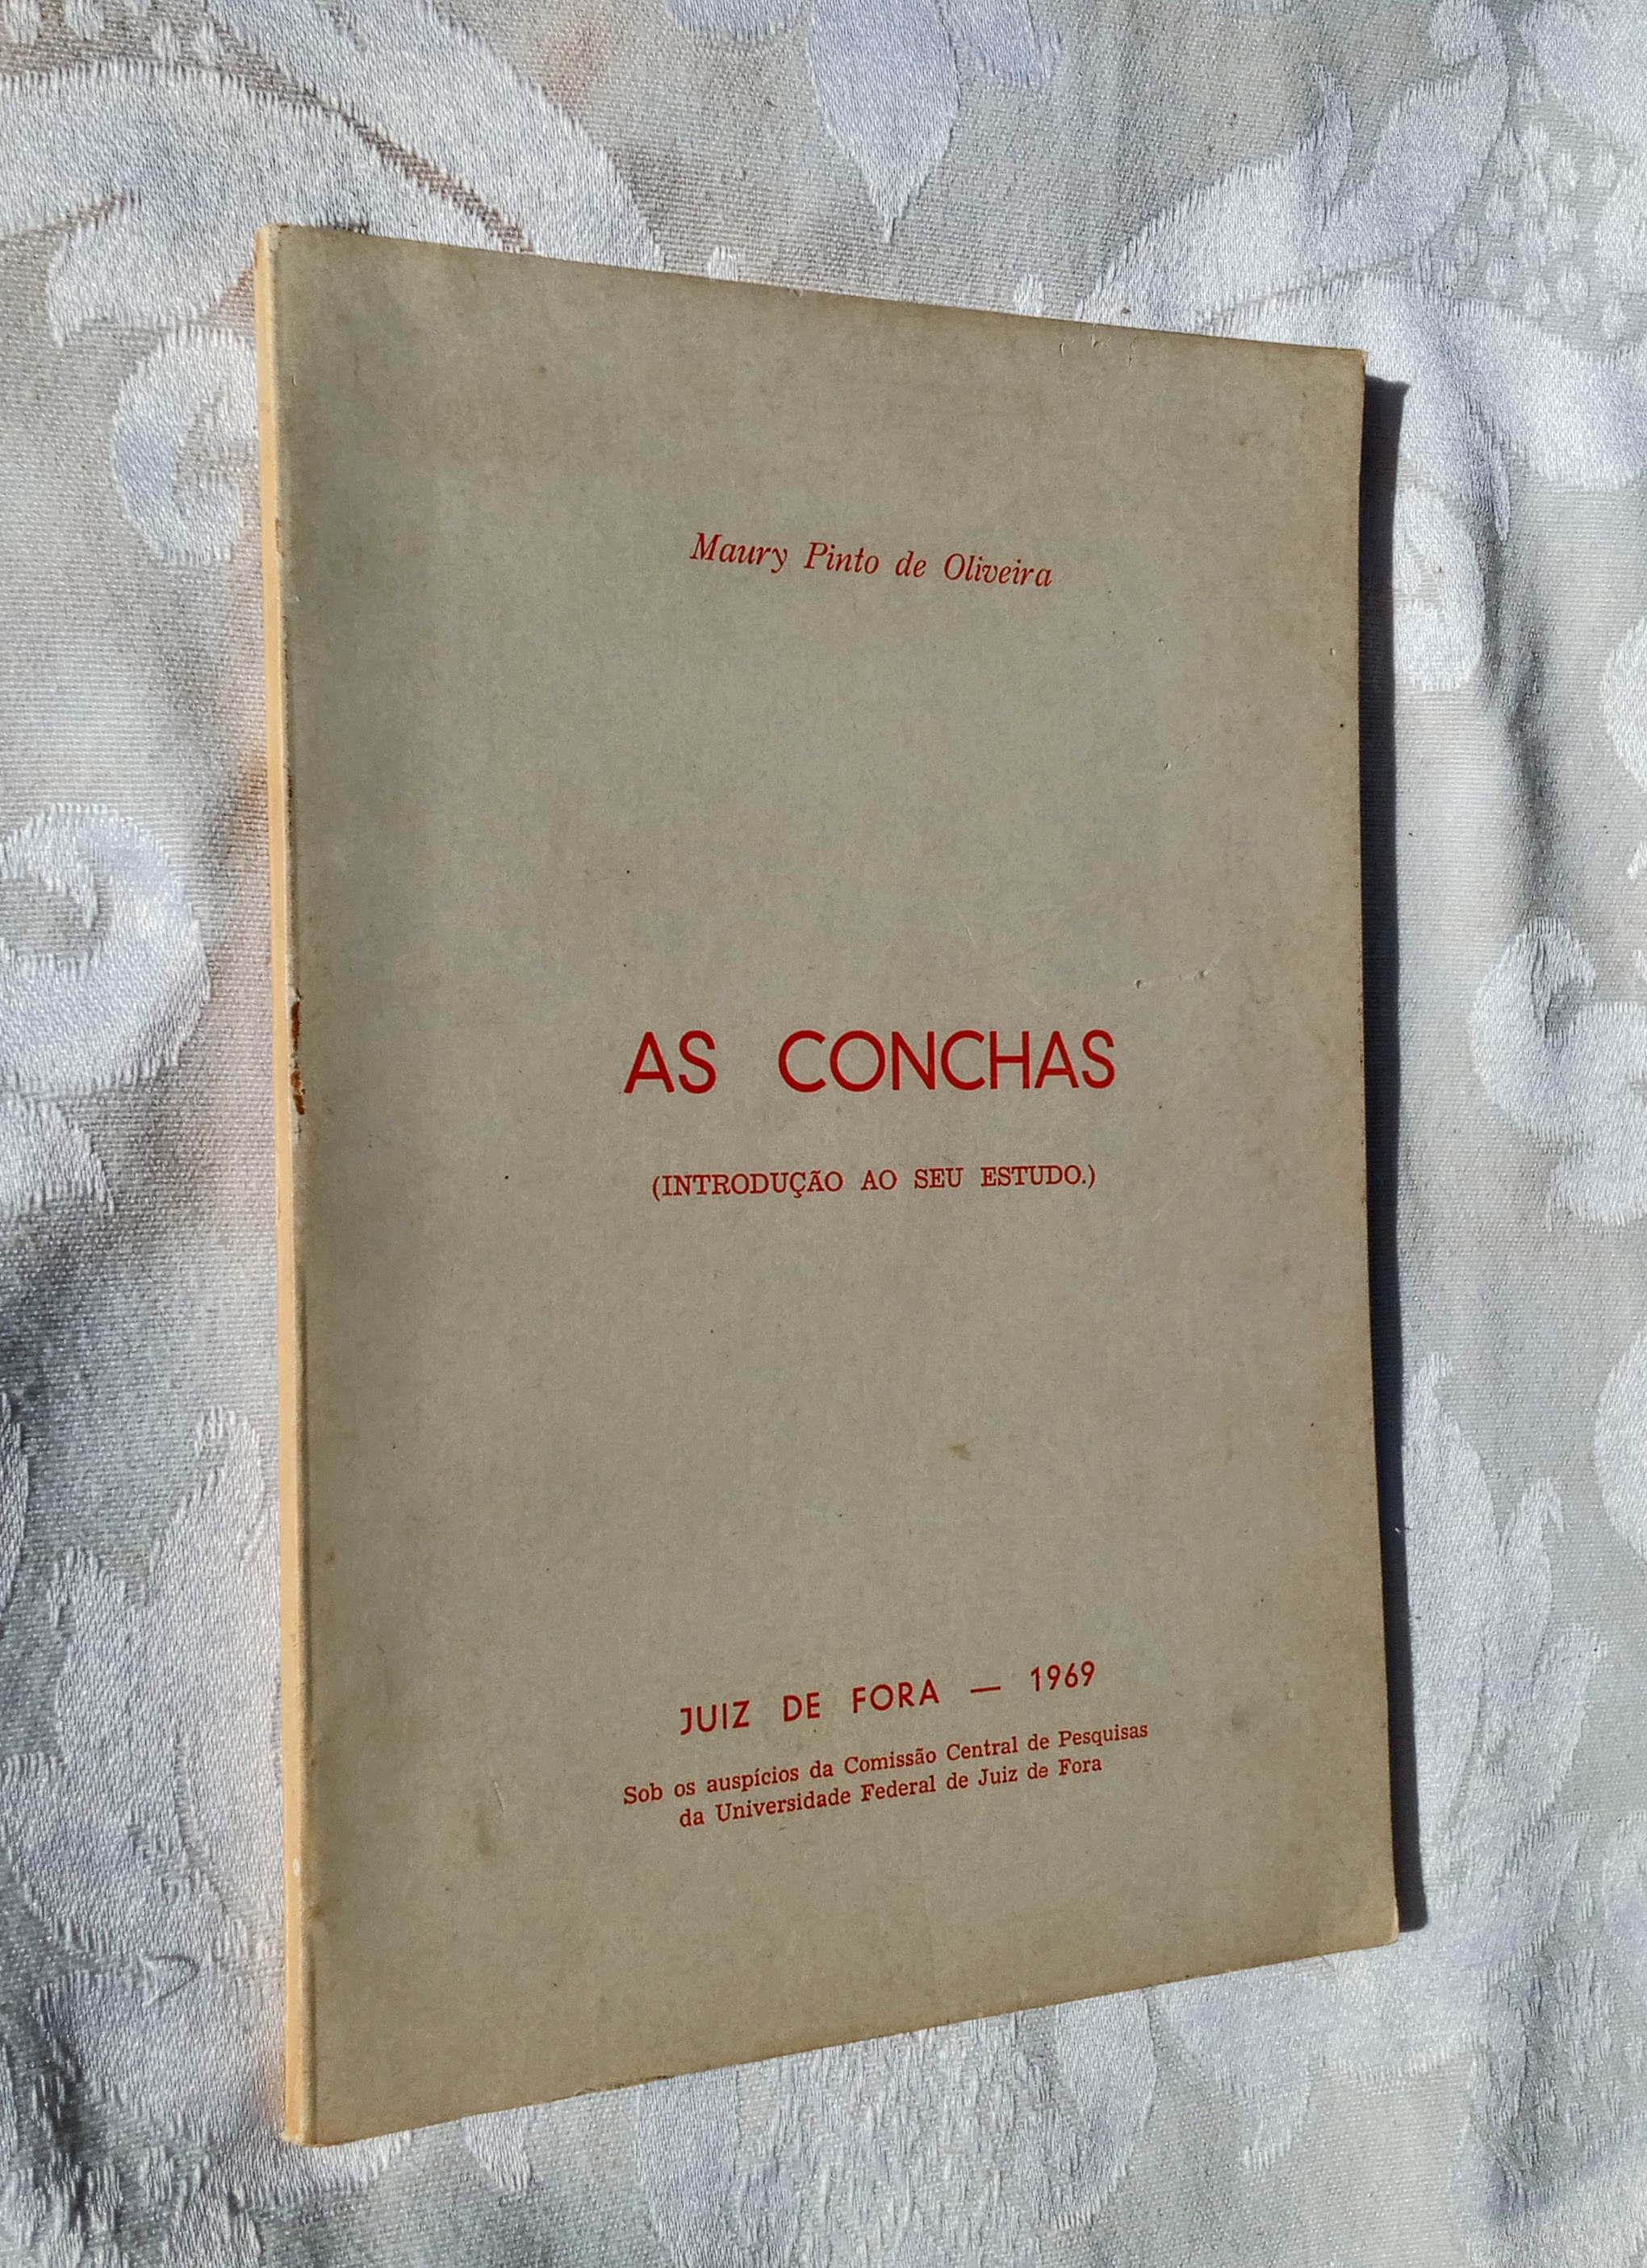 Maury Pinto de Oliveira
AS CONCHAS
(INTRODUÇÃO AO SEU ESTUDO.)
JUIZ DE FORA — 1969
Sob os auspícios da Comissão Central de Pesquisas
da Universidade Federal de Juiz de Fora